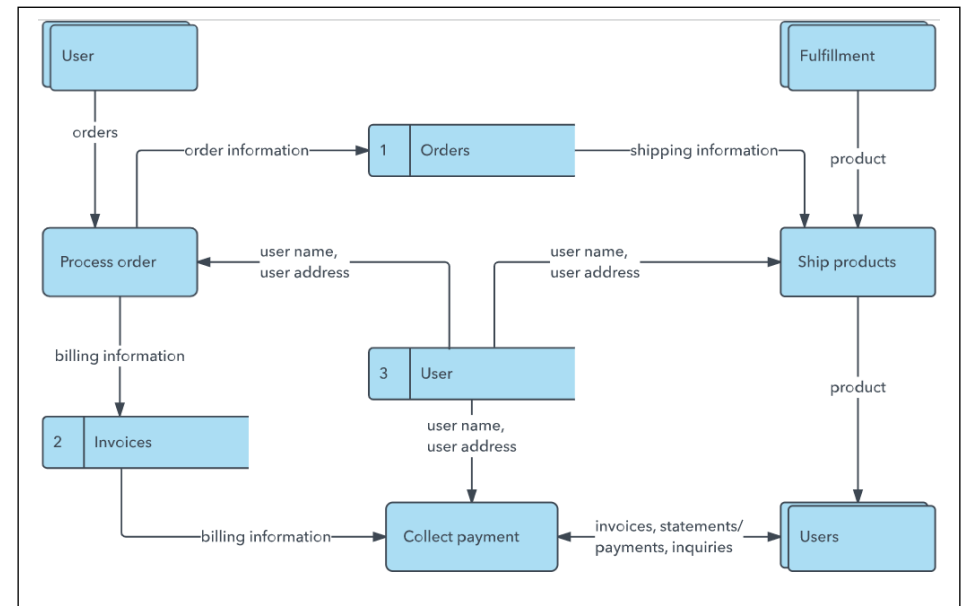 User
Fulfillment
orders
order information
1
Orders
shipping information
product
Process order
user name,
user address
user name,
user address
Ship products
billing information
3
User
product
user name,
user address
2
Invoices
billing information
Collect payment
invoices, statements/
payments, inquiries
Users